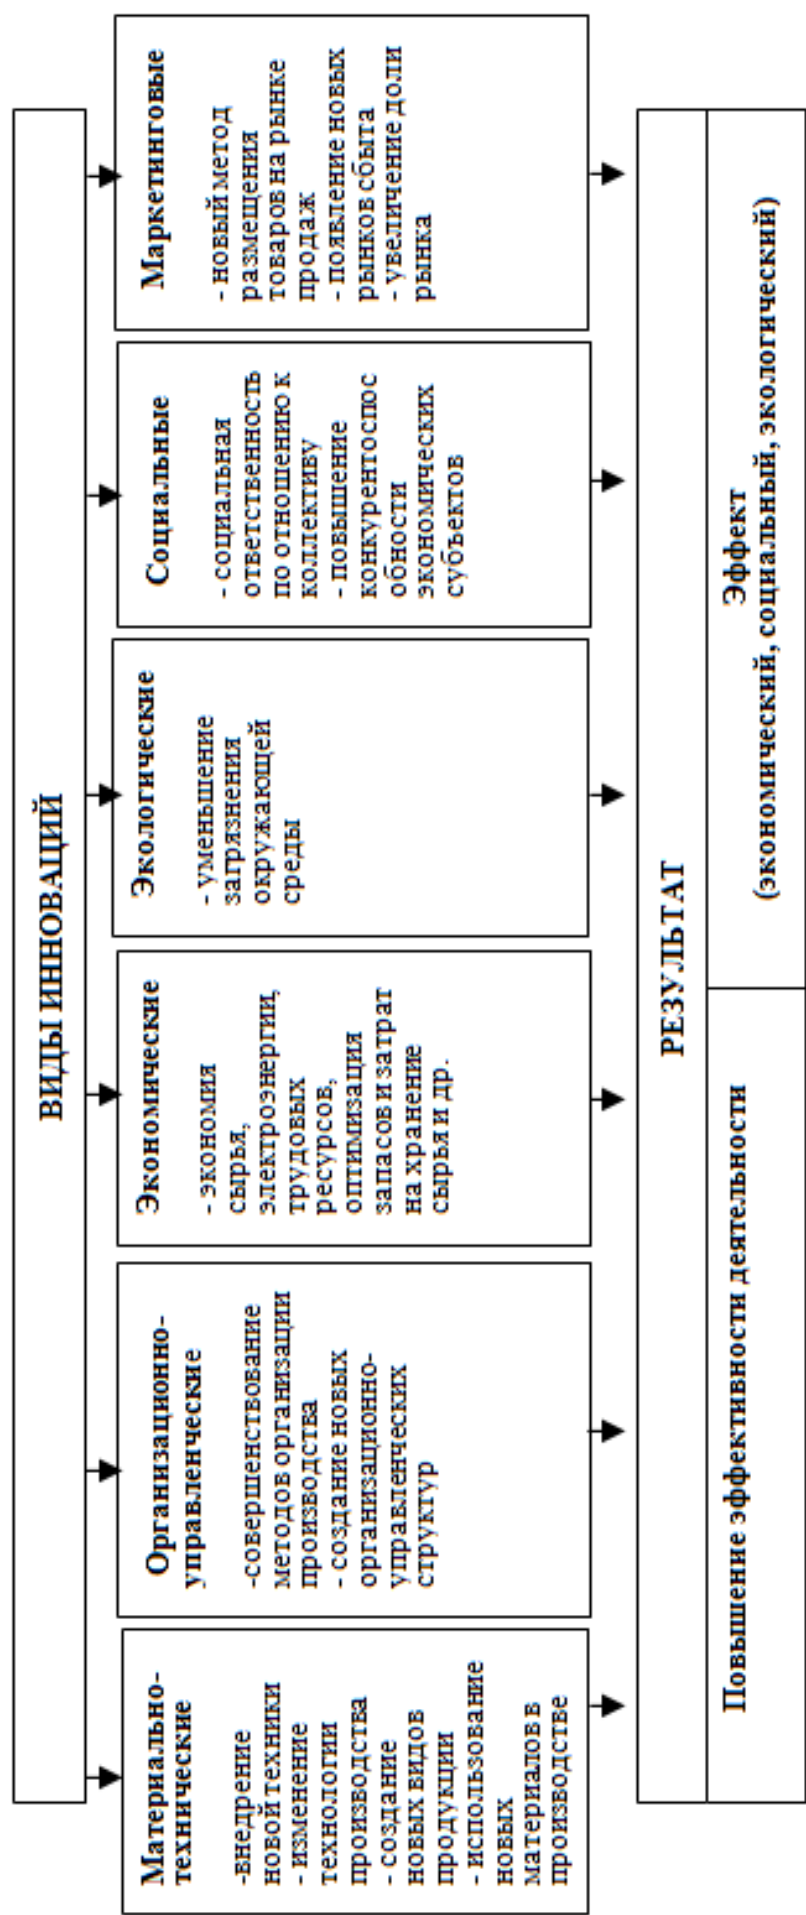 ВИДЫ ИННОВАЦИЙ
Материально-
технические
-внедрение
новой техники
- изменение
технологии
производства
- создание
новых видов
продукции
- использование
новых
материалов в
производстве
Организационно-
управленческие
-совершенствование
методов организации
производства
- создание новых
организационно-
управленческих
структур
Экономические
- экономия
сырья,
электроэнергии,
трудовых
ресурсов,
оптимизация
запасов и затрат
на хранение
сырья и др.
Экологические
- уменьшение
загрязнения
окружающей
среды
Социальные
- социальная
ответственность
по отношению к
коллективу
- повышение
конкурентоспос
обности
экономических
субъектов
Маркетинговые
- новый метод
размещения
товаров на рынке
продаж
- появление новых
рынков сбыта
- увеличение доли
рынка
РЕЗУЛЬТАТ
Повышение эффективности деятельности
Эффект
(экономический, социальный, экологический)